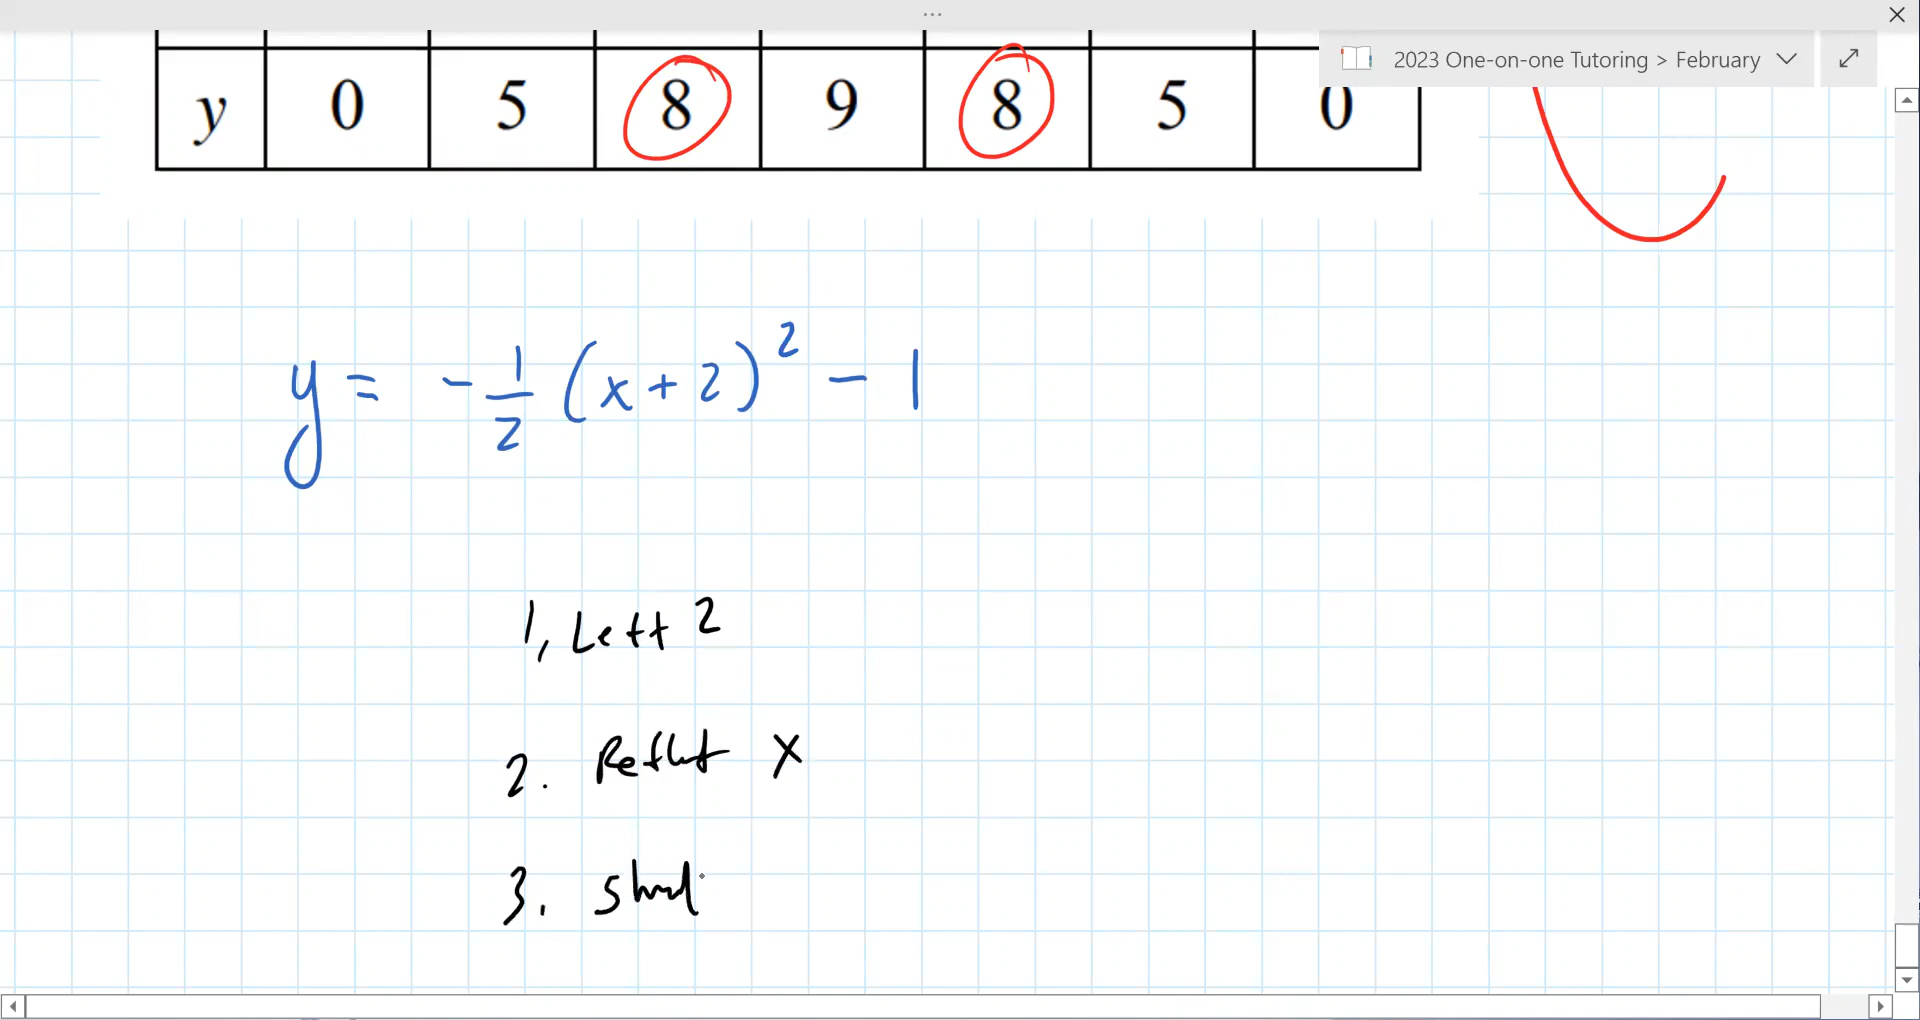 ...
2023 One-on-one Tutoring > February
y 0 5 8 9 8 5 0
y = -1/2 (x+2)² - 1
1, Left 2
2. Reflect X
3.